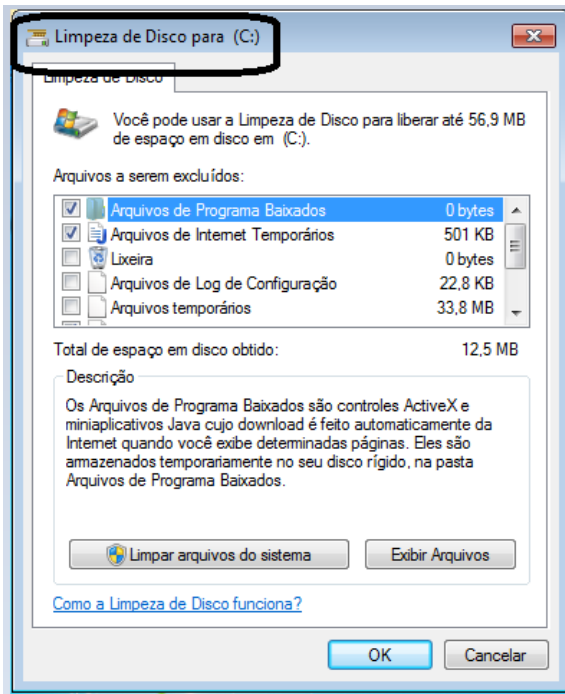 Limpeza de Disco para (C:)
Limpeza de Disco
Você pode usar a Limpeza de Disco para liberar até 56,9 MB
de espaço em disco em (C:).
Arquivos a serem excluídos:
Arquivos de Programa Baixados 0 bytes
Arquivos de Internet Temporários 501 KB
Lixeira 0 bytes
Arquivos de Log de Configuração 22,8 KB
Arquivos temporários 33,8 MB
Total de espaço em disco obtido: 12,5 MB
Descrição
Os Arquivos de Programa Baixados são controles ActiveX e
miniaplicativos Java cujo download é feito automaticamente da
Internet quando você exibe determinadas páginas. Eles são
armazenados temporariamente no seu disco rígido, na pasta
Arquivos de Programa Baixados.
Limpar arquivos do sistema Exibir Arquivos
Como a Limpeza de Disco funciona?
OK Cancelar